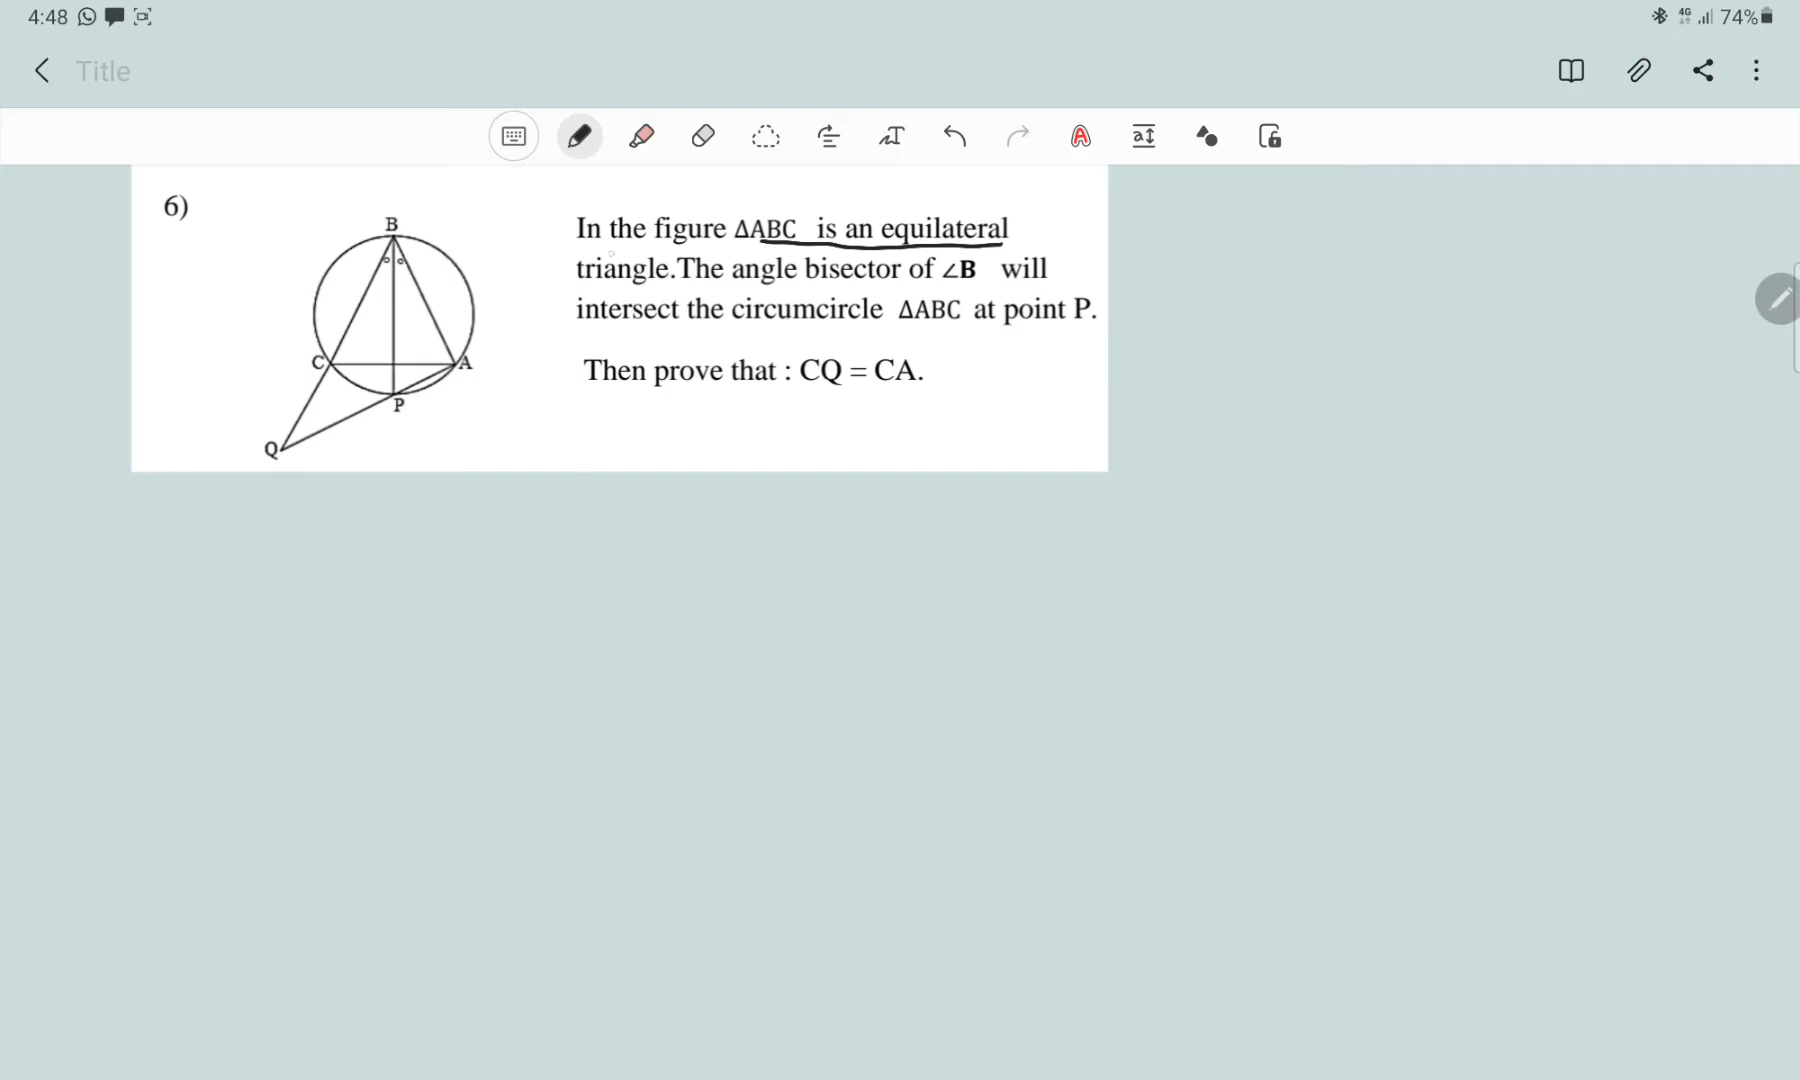 4:48
4G
74%
Title
6)
B
C
A
P
Q
In the figure ΔABC is an equilateral
triangle.The angle bisector of ∠B will
intersect the circumcircle ΔABC at point P.
Then prove that : CQ = CA.